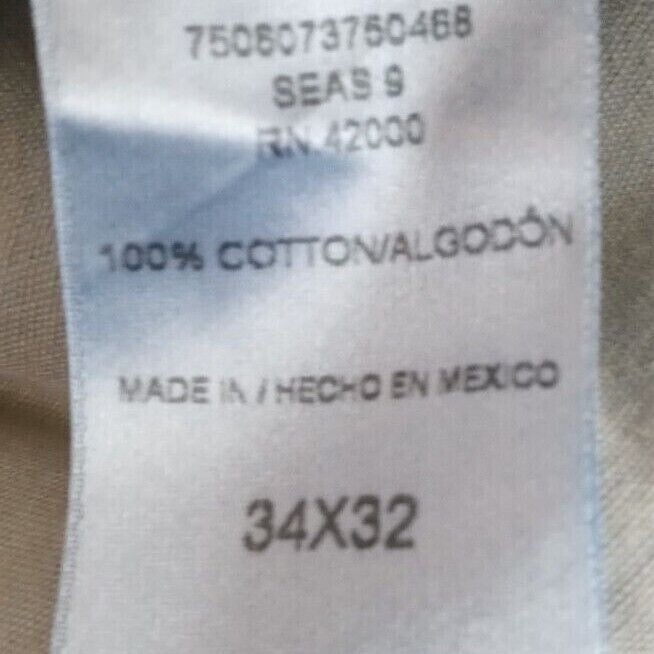 7506073760468
SEAS 9
RN.42000
100% COTTON/ALGODÓN
MADE IN / HECHO EN MEXICO
34X32